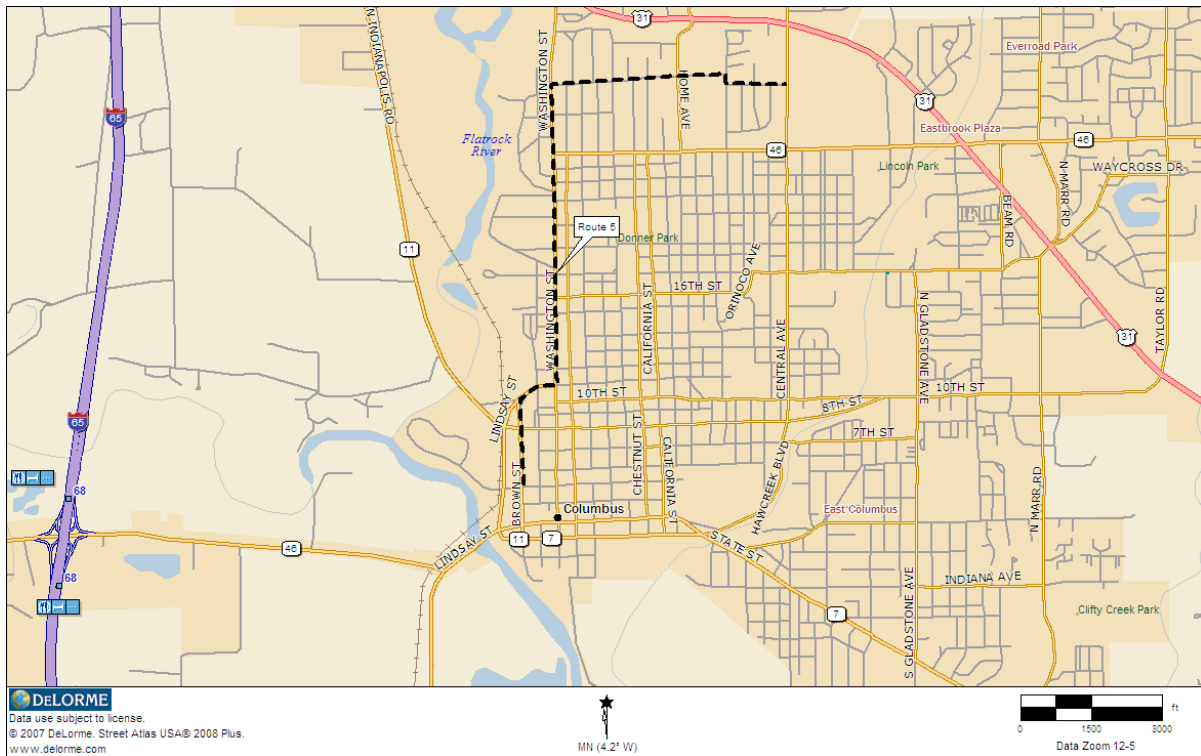 31
Everroad Park
N INDIANAPOLIS RD
WASHINGTON ST
HOME AVE
65
31
Eastbrook Plaza
Flatrock
River
46
46
Lincoln Park
WAYCROSS DR
N MARR RD
BEAM RD
Route 5
Donner Park
11
ORINOCO AVE
16TH ST
WASHINGTON ST
CALIFORNIA ST
CENTRAL AVE
N GLADSTONE AVE
TAYLOR RD
31
LINDSAY ST
10TH ST
10TH ST
8TH ST
65
7TH ST
CHESTNUT ST
CALIFORNIA ST
HAWCREEK BLVD
BROWN ST
N MARR RD
68
Columbus
East Columbus
46
LINDSAY ST
11
7
STATE ST
68
INDIANA AVE
S GLADSTONE AVE
7
Clifty Creek Park
DELORME
Data use subject to license.
© 2007 DeLorme. Street Atlas USA® 2008 Plus.
www.delorme.com
MN (4.2° W)
ft
0 1500 3000
Data Zoom 12-5